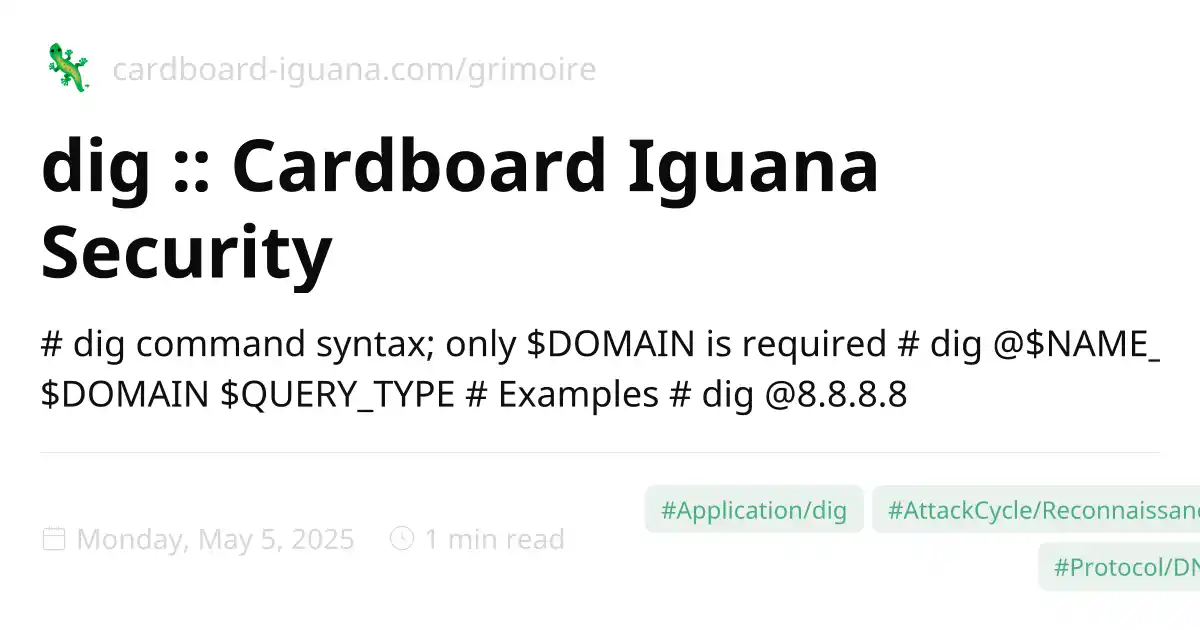 cardboard-iguana.com/grimoire
dig :: Cardboard Iguana
Security
# dig command syntax; only $DOMAIN is required # dig @$NAME_
$DOMAIN $QUERY_TYPE # Examples # dig @8.8.8.8
Monday, May 5, 2025 1 min read
#Application/dig #AttackCycle/Reconnaissan
#Protocol/DN